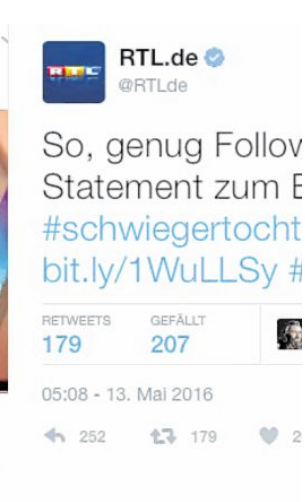 RTL.de
@RTLde
So, genug Follow
Statement zum
#schwiegertocht
bit.ly/1WuLLSy #
RETWEETS GEFÄLLT
179 207
05:08 - 13. Mai 2016
252 179